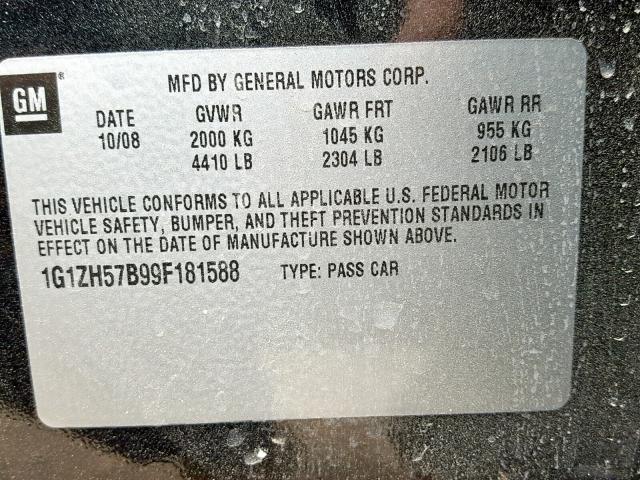 GM ®
MFD BY GENERAL MOTORS CORP.
DATE GVWR GAWR FRT GAWR RR
10/08 2000 KG 1045 KG 955 KG
4410 LB 2304 LB 2106 LB
THIS VEHICLE CONFORMS TO ALL APPLICABLE U.S. FEDERAL MOTOR
VEHICLE SAFETY, BUMPER, AND THEFT PREVENTION STANDARDS IN
EFFECT ON THE DATE OF MANUFACTURE SHOWN ABOVE.
1G1ZH57B99F181588 TYPE: PASS CAR